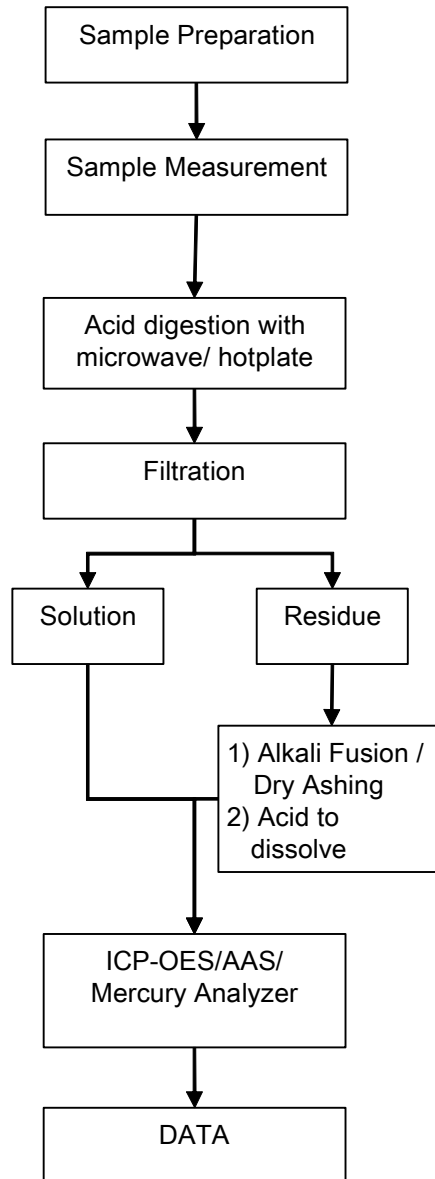 Sample Preparation
Sample Measurement
Acid digestion with
microwave/ hotplate
Filtration
Solution
Residue
1) Alkali Fusion /
Dry Ashing
2) Acid to
dissolve
ICP-OES/AAS/
Mercury Analyzer
DATA